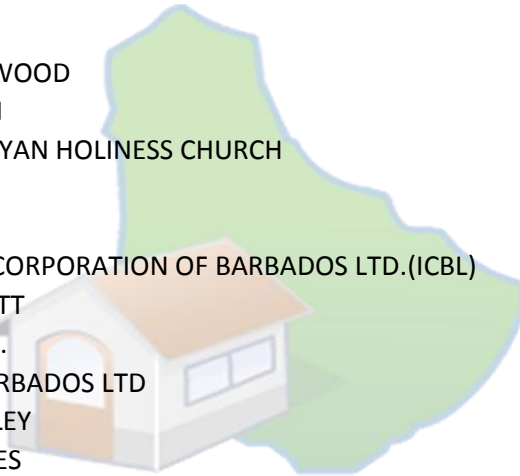 WOOD
YAN HOLINESS CHURCH
CORPORATION OF BARBADOS LTD.(ICBL)
TT
.
RBADOS LTD
LEY
ES